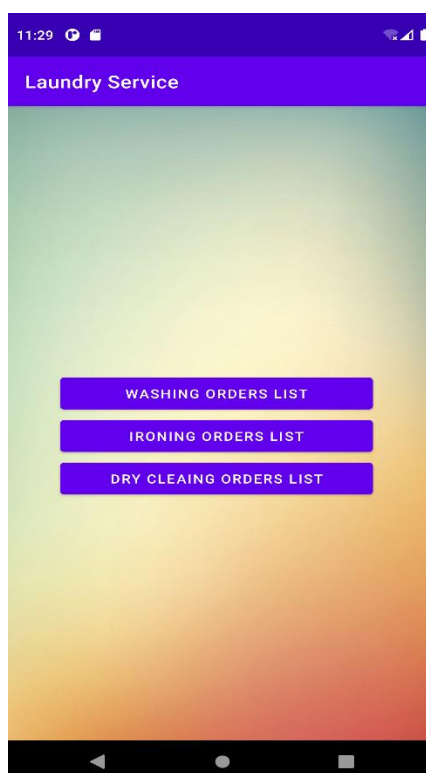 11:29
Laundry Service
WASHING ORDERS LIST
IRONING ORDERS LIST
DRY CLEAING ORDERS LIST